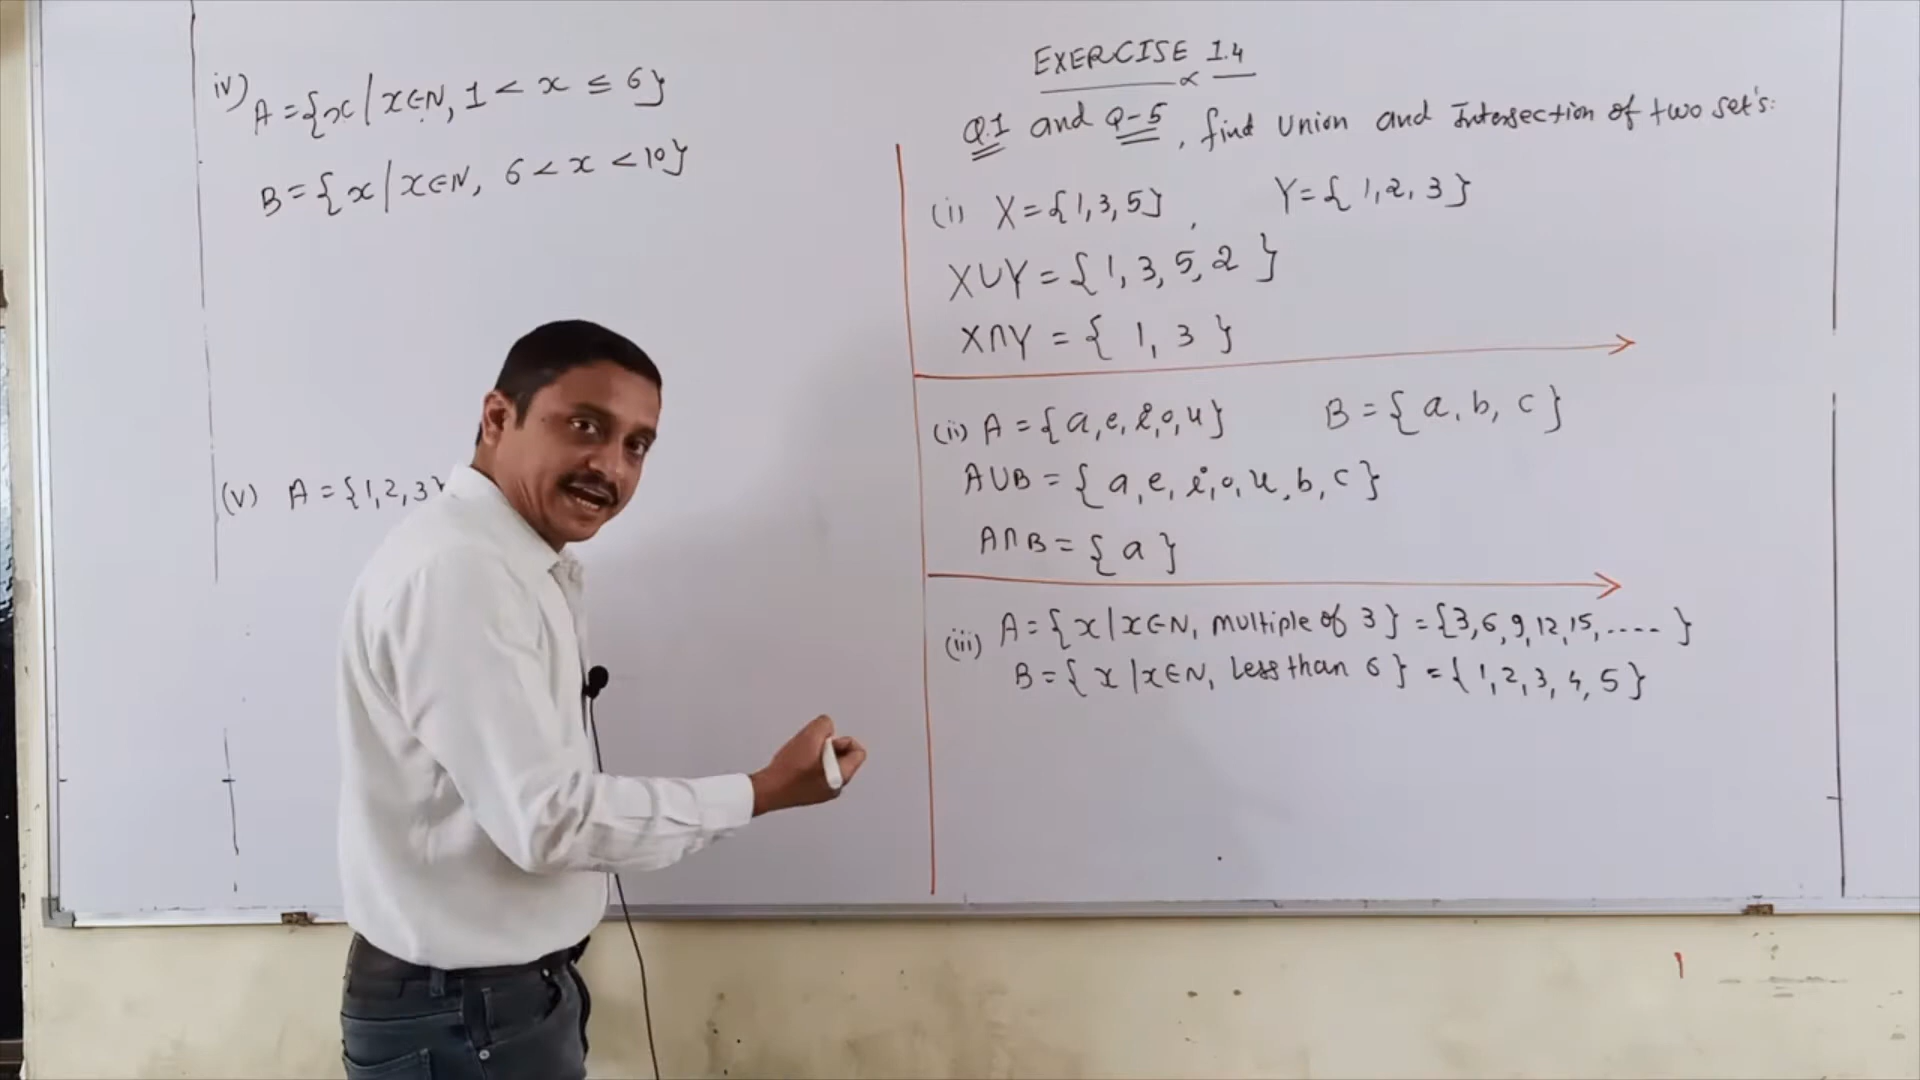 iv) A={x/x∈N, 1 < x ≤ 6}
B={x/x∈N, 6 < x < 10}
(v) A={1,2,3}
EXERCISE 1.4
Q.1 and Q-5, find Union and Intersection of two set's:
(i) X={1,3,5}, Y={1,2,3}
X∪Y={1,3,5,2}
X∩Y={1,3}
(ii) A={a,e,i,o,u} B={a,b,c}
A∪B={a,e,i,o,u,b,c}
A∩B={a}
(iii) A={x/x∈N, multiple of 3}={3,6,9,12,15,....}
B={x/x∈N, Less than 6}={1,2,3,4,5}